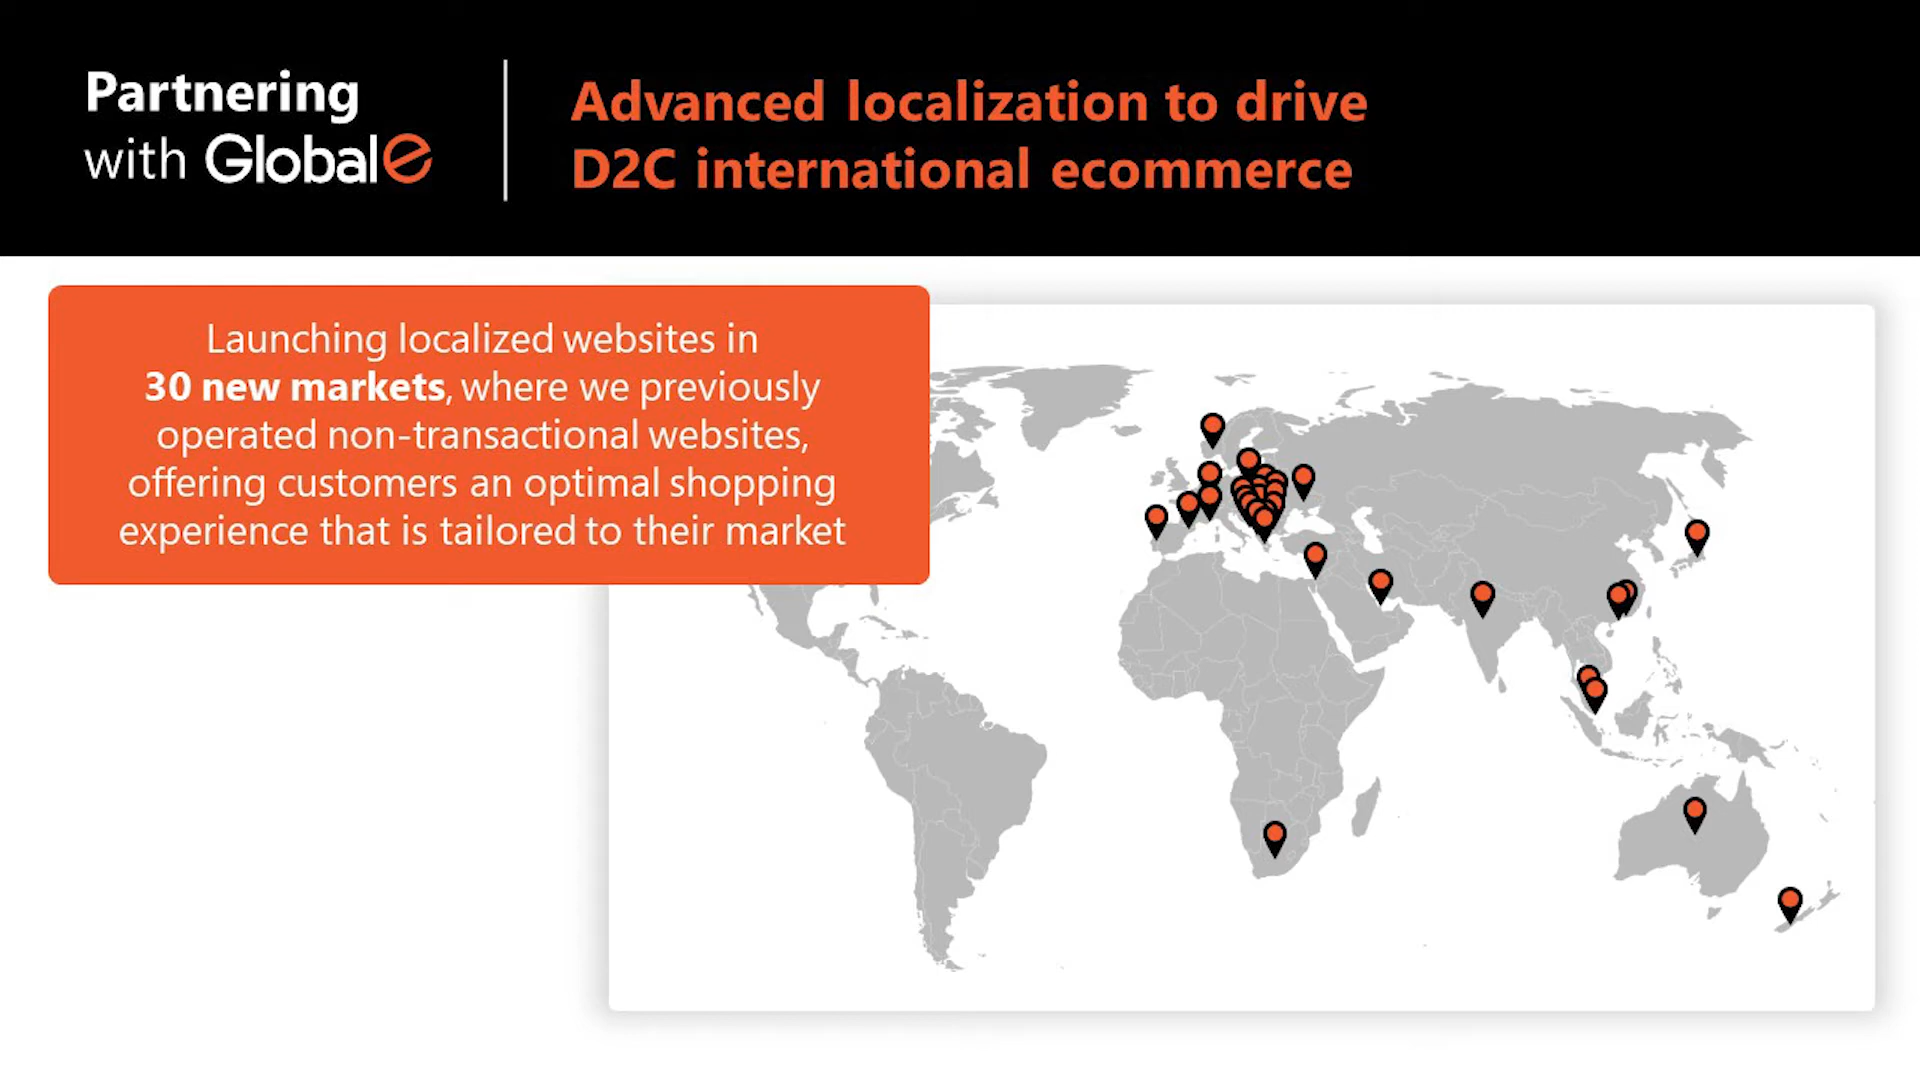 Partnering
with Globale
Advanced localization to drive
D2C international ecommerce
Launching localized websites in
30 new markets, where we previously
operated non-transactional websites,
offering customers an optimal shopping
experience that is tailored to their market